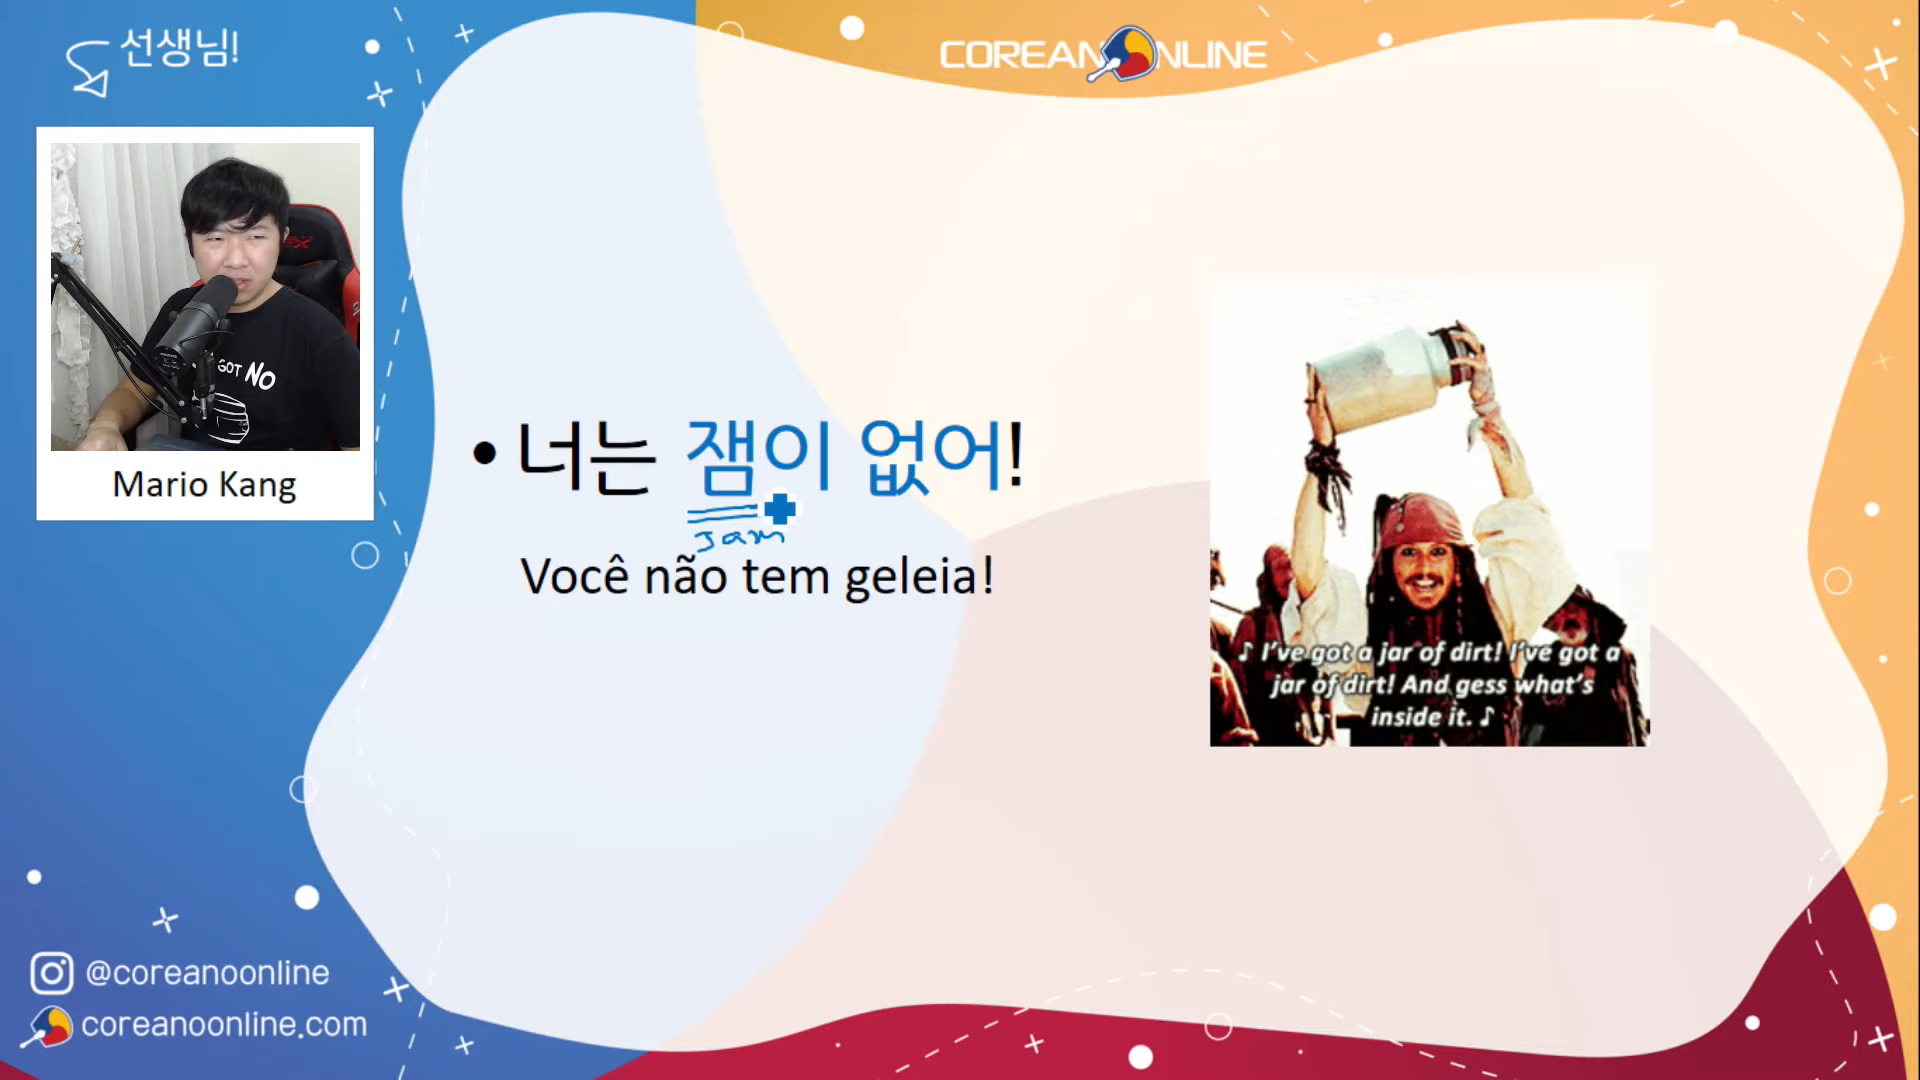 선생님!
COREANOONLINE
GOT NO
Mario Kang
• 너는 잼이 없어!
Jam
Você não tem geleia!
♪ I've got a jar of dirt! I've got a
jar of dirt! And gess what's
inside it. ♪
@coreanoonline
coreanoonline.com